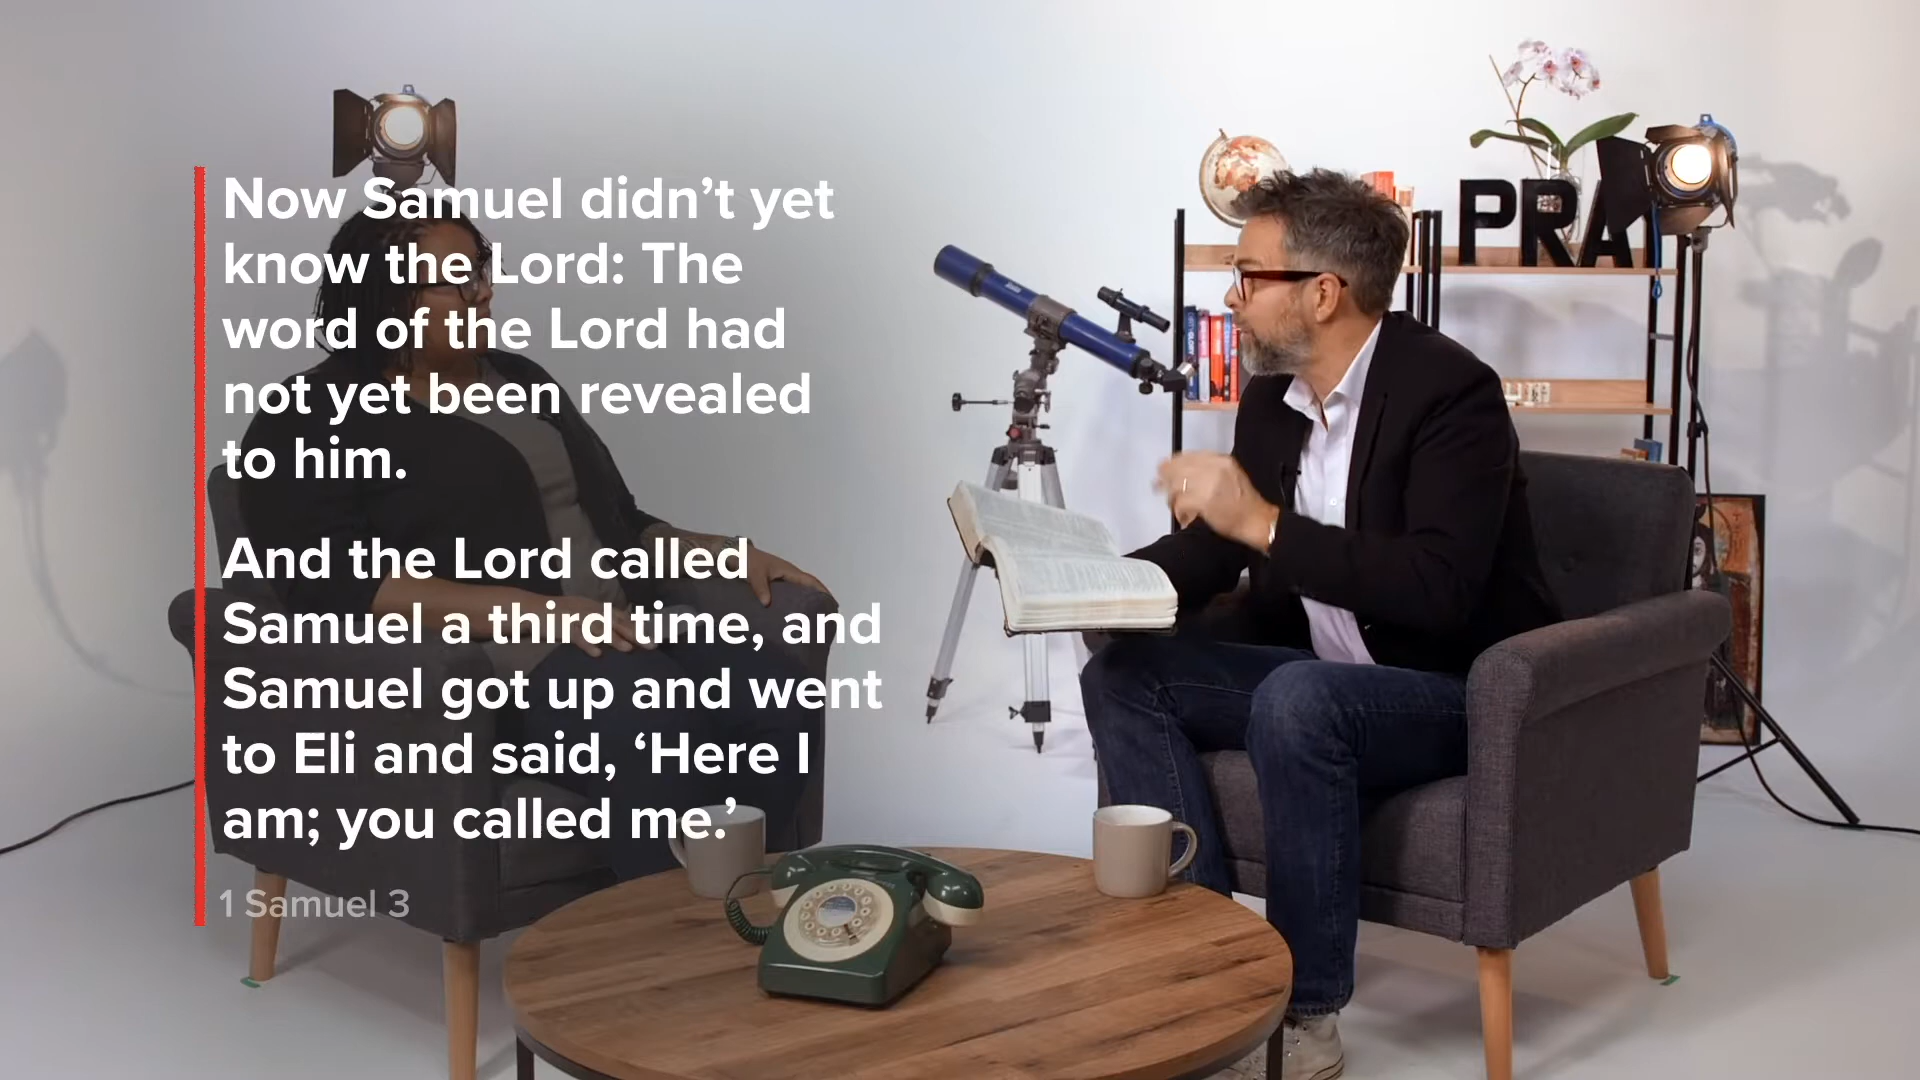 Now Samuel didn’t yet
know the Lord: The
word of the Lord had
not yet been revealed
to him.
And the Lord called
Samuel a third time, and
Samuel got up and went
to Eli and said, ‘Here I
am; you called me.’
1 Samuel 3
PRA